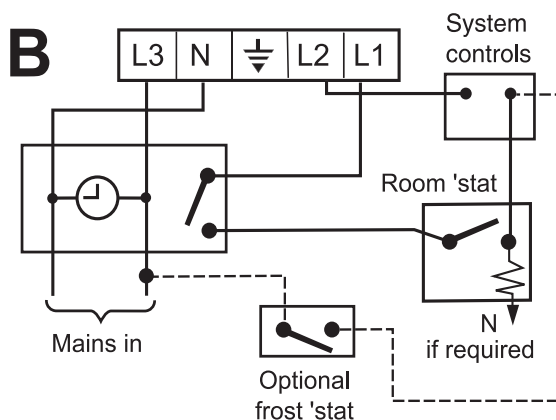 B
L3 N L2 L1
System
controls
Room 'stat
Mains in
N
if required
Optional
frost 'stat